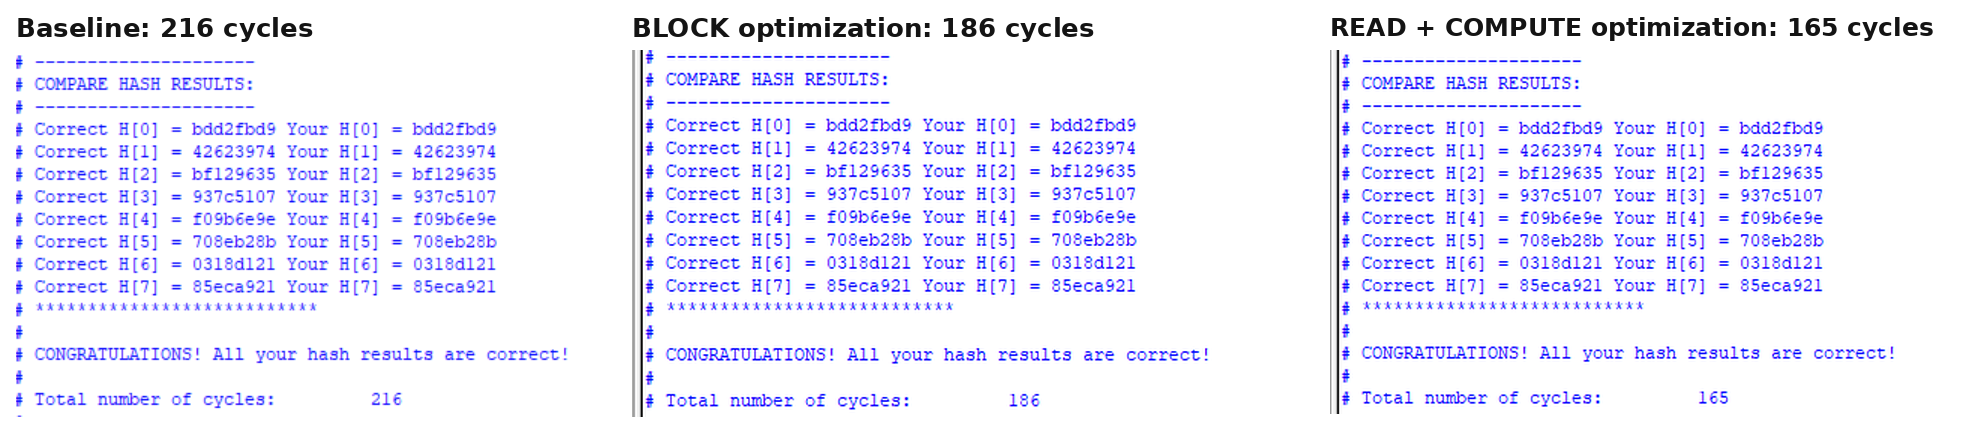 Baseline: 216 cycles
# ---------------------
# COMPARE HASH RESULTS:
# ---------------------
# Correct H[0] = bdd2fbd9 Your H[0] = bdd2fbd9
# Correct H[1] = 42623974 Your H[1] = 42623974
# Correct H[2] = bf129635 Your H[2] = bf129635
# Correct H[3] = 937c5107 Your H[3] = 937c5107
# Correct H[4] = f09b6e9e Your H[4] = f09b6e9e
# Correct H[5] = 708eb28b Your H[5] = 708eb28b
# Correct H[6] = 0318d121 Your H[6] = 0318d121
# Correct H[7] = 85eca921 Your H[7] = 85eca921
# ***************************
#
# CONGRATULATIONS! All your hash results are correct!
#
# Total number of cycles:         216
BLOCK optimization: 186 cycles
# ---------------------
# COMPARE HASH RESULTS:
# ---------------------
# Correct H[0] = bdd2fbd9 Your H[0] = bdd2fbd9
# Correct H[1] = 42623974 Your H[1] = 42623974
# Correct H[2] = bf129635 Your H[2] = bf129635
# Correct H[3] = 937c5107 Your H[3] = 937c5107
# Correct H[4] = f09b6e9e Your H[4] = f09b6e9e
# Correct H[5] = 708eb28b Your H[5] = 708eb28b
# Correct H[6] = 0318d121 Your H[6] = 0318d121
# Correct H[7] = 85eca921 Your H[7] = 85eca921
# ***************************
#
# CONGRATULATIONS! All your hash results are correct!
#
# Total number of cycles:         186
READ + COMPUTE optimization: 165 cycles
# ---------------------
# COMPARE HASH RESULTS:
# ---------------------
# Correct H[0] = bdd2fbd9 Your H[0] = bdd2fbd9
# Correct H[1] = 42623974 Your H[1] = 42623974
# Correct H[2] = bf129635 Your H[2] = bf129635
# Correct H[3] = 937c5107 Your H[3] = 937c5107
# Correct H[4] = f09b6e9e Your H[4] = f09b6e9e
# Correct H[5] = 708eb28b Your H[5] = 708eb28b
# Correct H[6] = 0318d121 Your H[6] = 0318d121
# Correct H[7] = 85eca921 Your H[7] = 85eca921
# ***************************
#
# CONGRATULATIONS! All your hash results are correct!
#
# Total number of cycles:         165